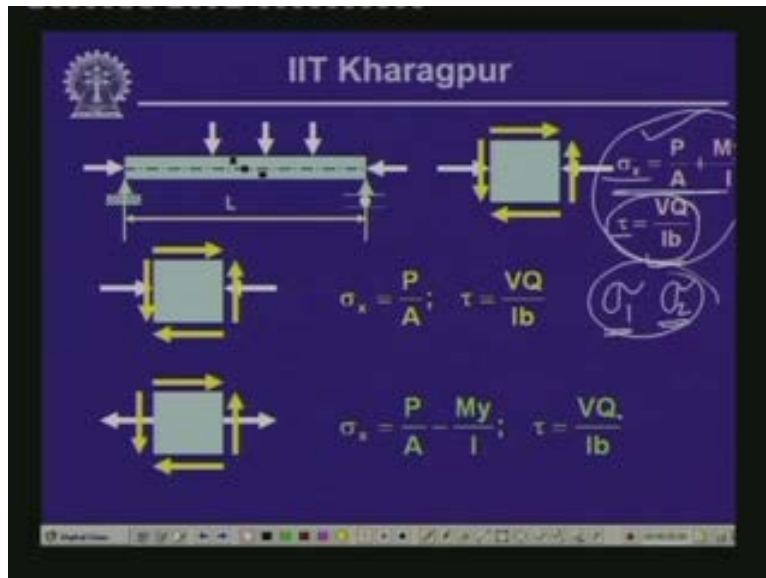 IIT Kharagpur
L
σₓ = P/A + My/I
τ = VQ/Ib
σₓ = P/A; τ = VQ/Ib
σ₁ σ₂
σₓ = P/A − My/I; τ = VQ/Ib